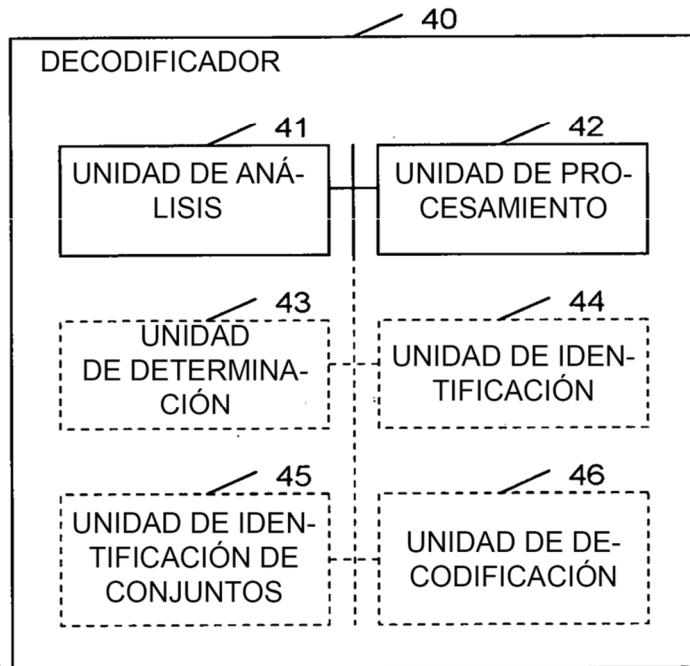 40
DECODIFICADOR
41
UNIDAD DE ANÁ-
LISIS
42
UNIDAD DE PRO-
CESAMIENTO
43
UNIDAD
DE DETERMINA-
CIÓN
44
UNIDAD DE IDEN-
TIFICACIÓN
45
UNIDAD DE IDEN-
TIFICACIÓN DE
CONJUNTOS
46
UNIDAD DE DE-
CODIFICACIÓN